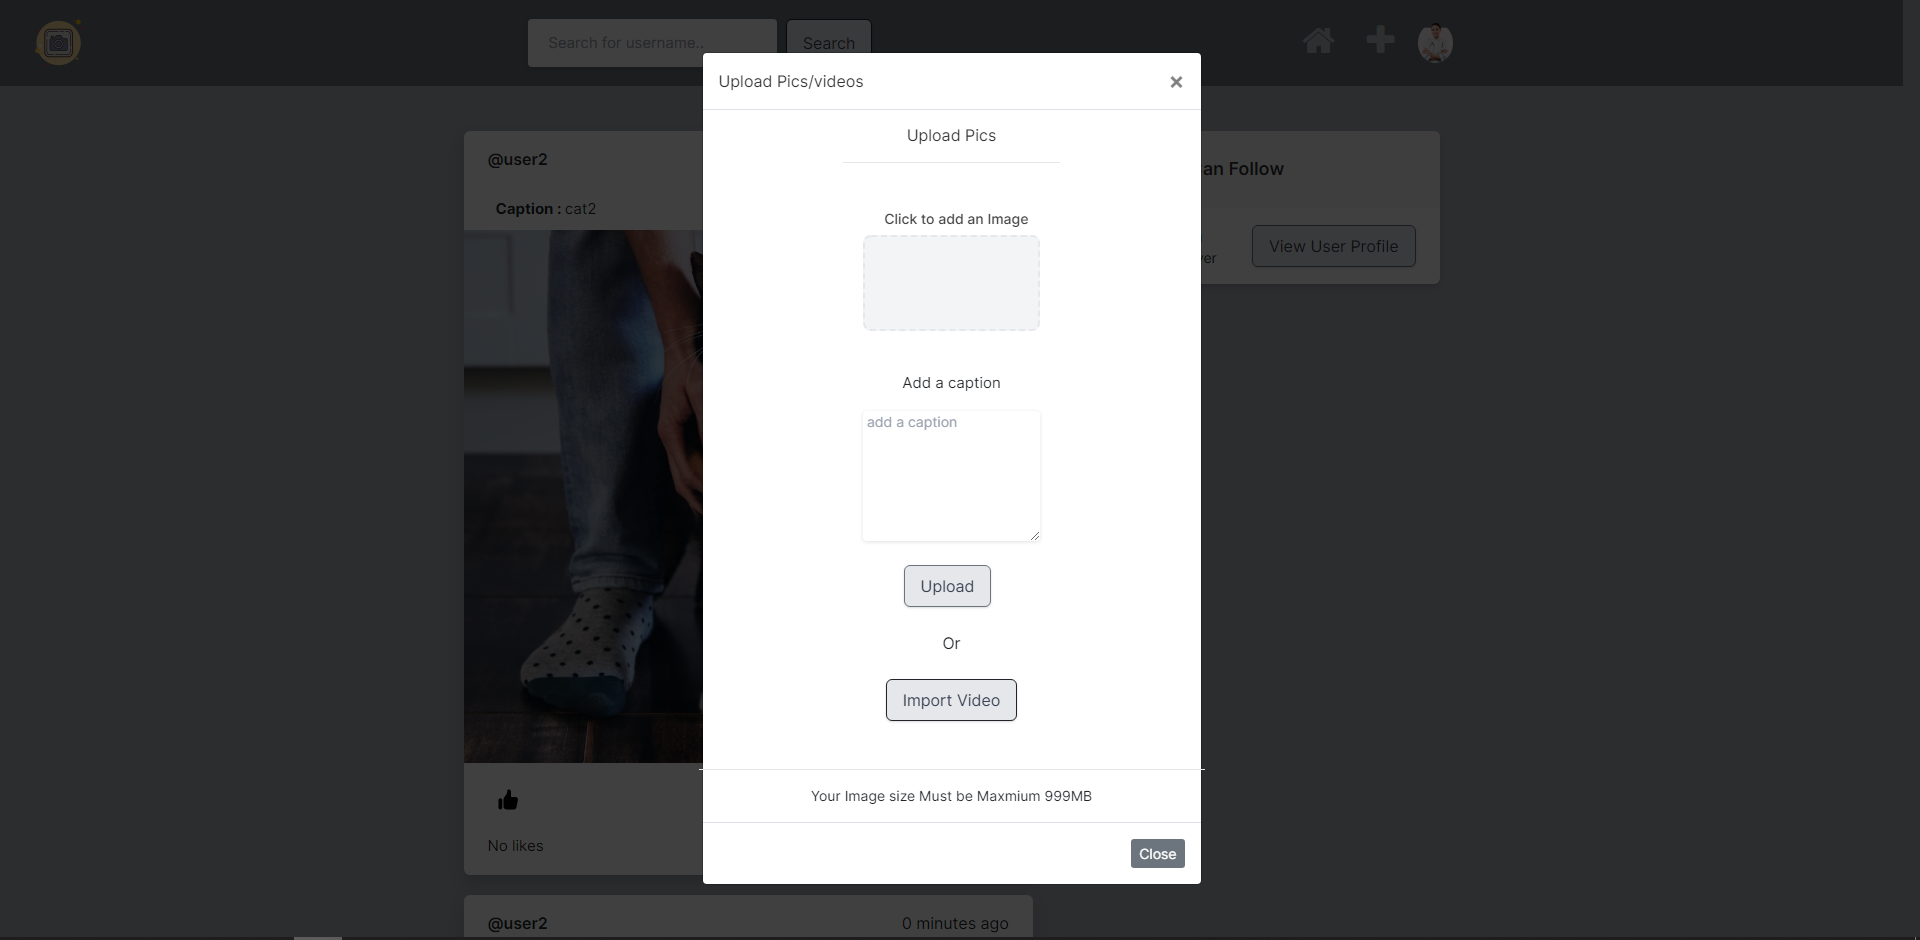 Search for username..
Search
Upload Pics/videos
×
Upload Pics
@user2
an Follow
Caption : cat2
Click to add an Image
View User Profile
ver
Add a caption
add a caption
Upload
Or
Import Video
Your Image size Must be Maxmium 999MB
No likes
Close
@user2
0 minutes ago